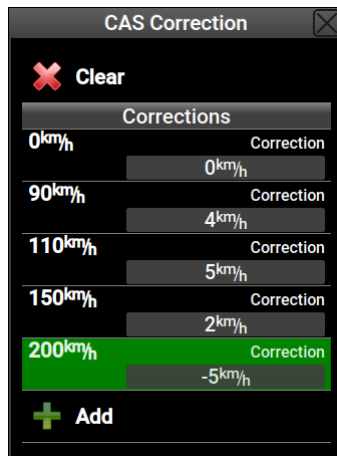 CAS Correction
Clear
Corrections
0km/h Correction
0km/h
90km/h Correction
4km/h
110km/h Correction
5km/h
150km/h Correction
2km/h
200km/h Correction
-5km/h
Add